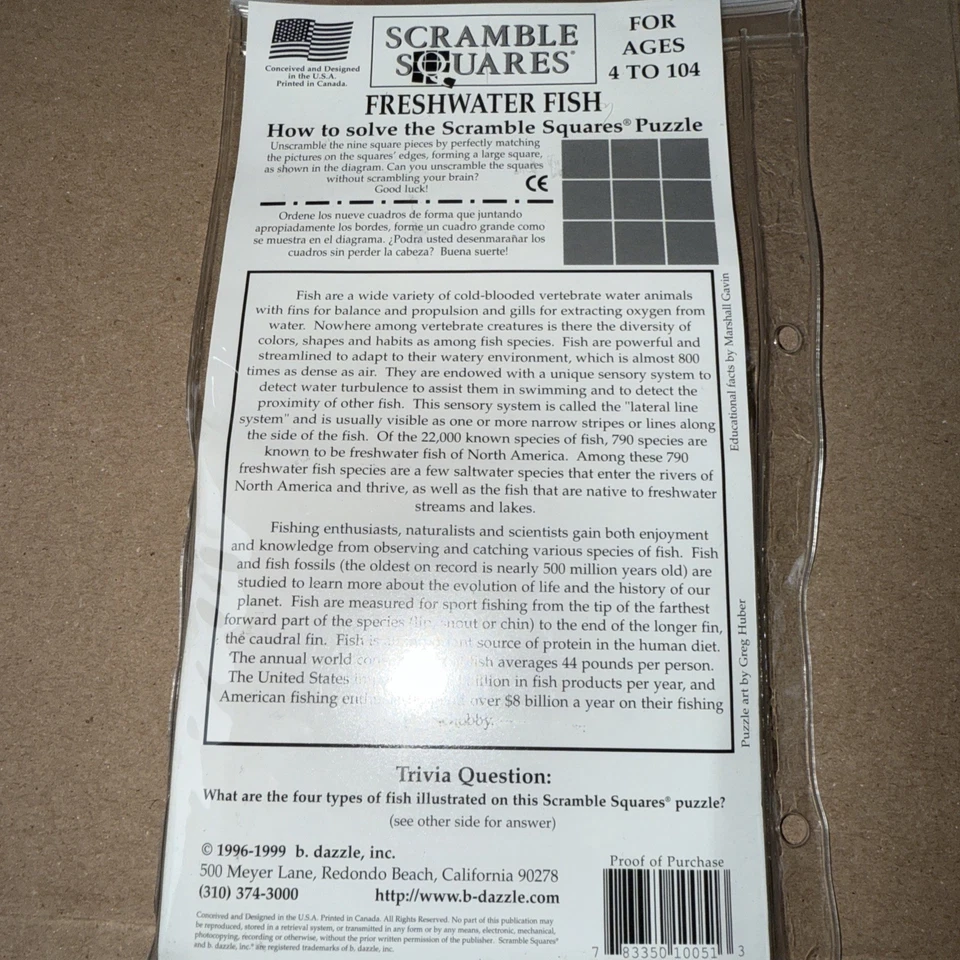 Conceived and Designed
in the U.S.A.
Printed in Canada.
SCRAMBLE
SQUARES®
FOR
AGES
4 TO 104
FRESHWATER FISH
How to solve the Scramble Squares® Puzzle
Unscramble the nine square pieces by perfectly matching
the pictures on the squares' edges, forming a large square,
as shown in the diagram. Can you unscramble the squares
without scrambling your brain?
Good luck!
CE
Ordene los nueve cuadros de forma que juntando
apropiadamente los bordes, forme un cuadro grande como
se muestra en el diagrama. ¿Podra usted desenmarañar los
cuadros sin perder la cabeza? Buena suerte!
Fish are a wide variety of cold-blooded vertebrate water animals
with fins for balance and propulsion and gills for extracting oxygen from
water. Nowhere among vertebrate creatures is there the diversity of
colors, shapes and habits as among fish species. Fish are powerful and
streamlined to adapt to their watery environment, which is almost 800
times as dense as air. They are endowed with a unique sensory system to
detect water turbulence to assist them in swimming and to detect the
proximity of other fish. This sensory system is called the "lateral line
system" and is usually visible as one or more narrow stripes or lines along
the side of the fish. Of the 22,000 known species of fish, 790 species are
known to be freshwater fish of North America. Among these 790
freshwater fish species are a few saltwater species that enter the rivers of
North America and thrive, as well as the fish that are native to freshwater
streams and lakes.
Fishing enthusiasts, naturalists and scientists gain both enjoyment
and knowledge from observing and catching various species of fish. Fish
and fish fossils (the oldest on record is nearly 500 million years old) are
studied to learn more about the evolution of life and the history of our
planet. Fish are measured for sport fishing from the tip of the farthest
forward part of the species (lip, snout or chin) to the end of the longer fin,
the caudral fin. Fish is source of protein in the human diet.
The annual world fish averages 44 pounds per person.
The United States in fish products per year, and
American fishing over $8 billion a year on their fishing
hobby.
Educational facts by Marshall Gavin
Puzzle art by Greg Huber
Trivia Question:
What are the four types of fish illustrated on this Scramble Squares® puzzle?
(see other side for answer)
© 1996-1999 b. dazzle, inc.
500 Meyer Lane, Redondo Beach, California 90278
(310) 374-3000 http://www.b-dazzle.com
Conceived and Designed in the U.S.A. Printed in Canada. All Rights Reserved. No part of this publication may
be reproduced, stored in a retrieval system, or transmitted in any form or by any means, electronic, mechanical,
photocopying, recording or otherwise, without the prior written permission of the publisher. Scramble Squares®
and b. dazzle, inc.® are registered trademarks of b. dazzle, inc.
Proof of Purchase
7 83350 10051 3